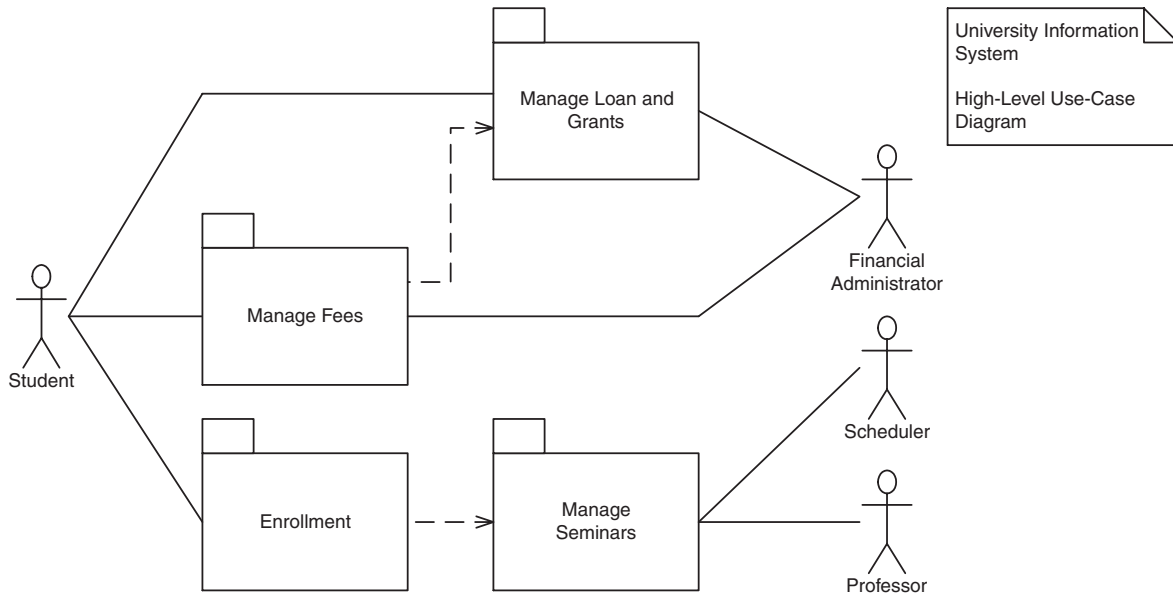 University Information
System
High-Level Use-Case
Diagram
Manage Loan and
Grants
Financial
Administrator
Manage Fees
Student
Scheduler
Enrollment
Manage
Seminars
Professor